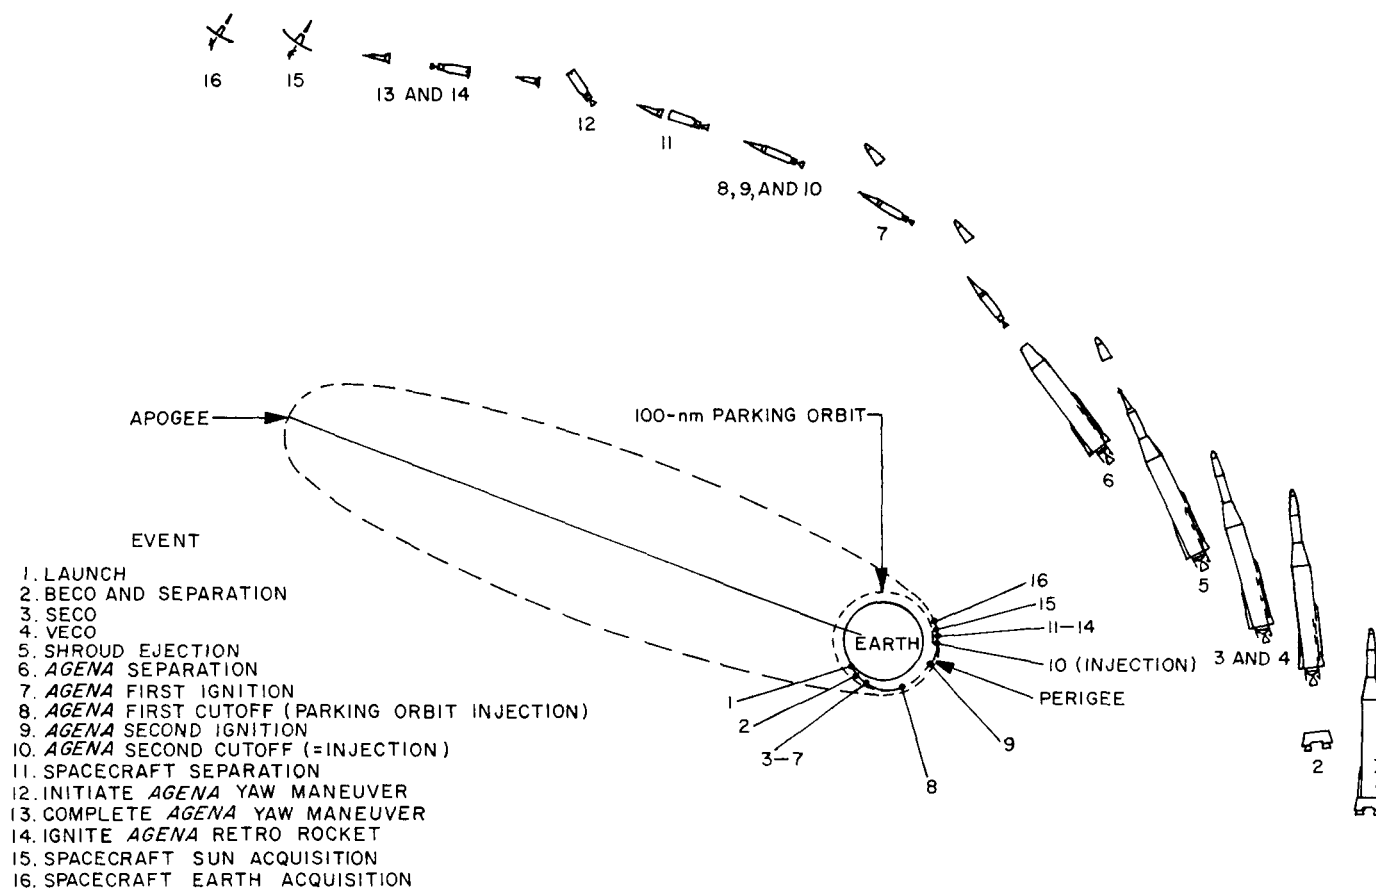 16
15
13 AND 14
12
11
8, 9, AND 10
7
6
5
3 AND 4
2
APOGEE
100-nm PARKING ORBIT
EARTH
16
15
11–14
10 (INJECTION)
PERIGEE
9
8
3–7
2
1
EVENT
1. LAUNCH
2. BECO AND SEPARATION
3. SECO
4. VECO
5. SHROUD EJECTION
6. AGENA SEPARATION
7. AGENA FIRST IGNITION
8. AGENA FIRST CUTOFF (PARKING ORBIT INJECTION)
9. AGENA SECOND IGNITION
10. AGENA SECOND CUTOFF (=INJECTION)
11. SPACECRAFT SEPARATION
12. INITIATE AGENA YAW MANEUVER
13. COMPLETE AGENA YAW MANEUVER
14. IGNITE AGENA RETRO ROCKET
15. SPACECRAFT SUN ACQUISITION
16. SPACECRAFT EARTH ACQUISITION